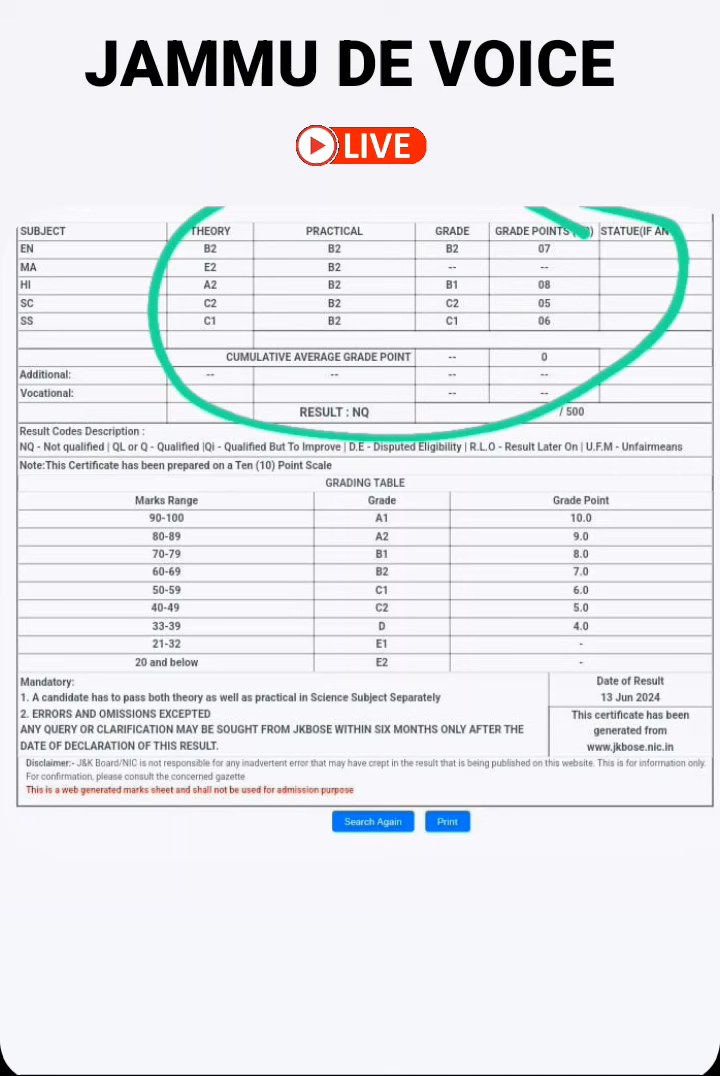 JAMMU DE VOICE
LIVE
SUBJECT THEORY PRACTICAL GRADE GRADE POINTS STATUE(IF AN
EN B2 B2 B2 07
MA E2 B2 -- --
HI A2 B2 B1 08
SC C2 B2 C2 05
SS C1 B2 C1 06
CUMULATIVE AVERAGE GRADE POINT -- 0
Additional: -- -- -- --
Vocational: -- --
RESULT : NQ / 500
Result Codes Description :
NQ - Not qualified | QL or Q - Qualified |Qi - Qualified But To Improve | D.E - Disputed Eligibility | R.L.O - Result Later On | U.F.M - Unfairmeans
Note:This Certificate has been prepared on a Ten (10) Point Scale
GRADING TABLE
Marks Range Grade Grade Point
90-100 A1 10.0
80-89 A2 9.0
70-79 B1 8.0
60-69 B2 7.0
50-59 C1 6.0
40-49 C2 5.0
33-39 D 4.0
21-32 E1 -
20 and below E2 -
Mandatory:
1. A candidate has to pass both theory as well as practical in Science Subject Separately
2. ERRORS AND OMISSIONS EXCEPTED
ANY QUERY OR CLARIFICATION MAY BE SOUGHT FROM JKBOSE WITHIN SIX MONTHS ONLY AFTER THE
DATE OF DECLARATION OF THIS RESULT.
Date of Result
13 Jun 2024
This certificate has been
generated from
www.jkbose.nic.in
Disclaimer:- J&K Board/NIC is not responsible for any inadvertent error that may have crept in the result that is being published on this website. This is for information only.
For confirmation, please consult the concerned gazette
This is a web generated marks sheet and shall not be used for admission purpose
Search Again Print